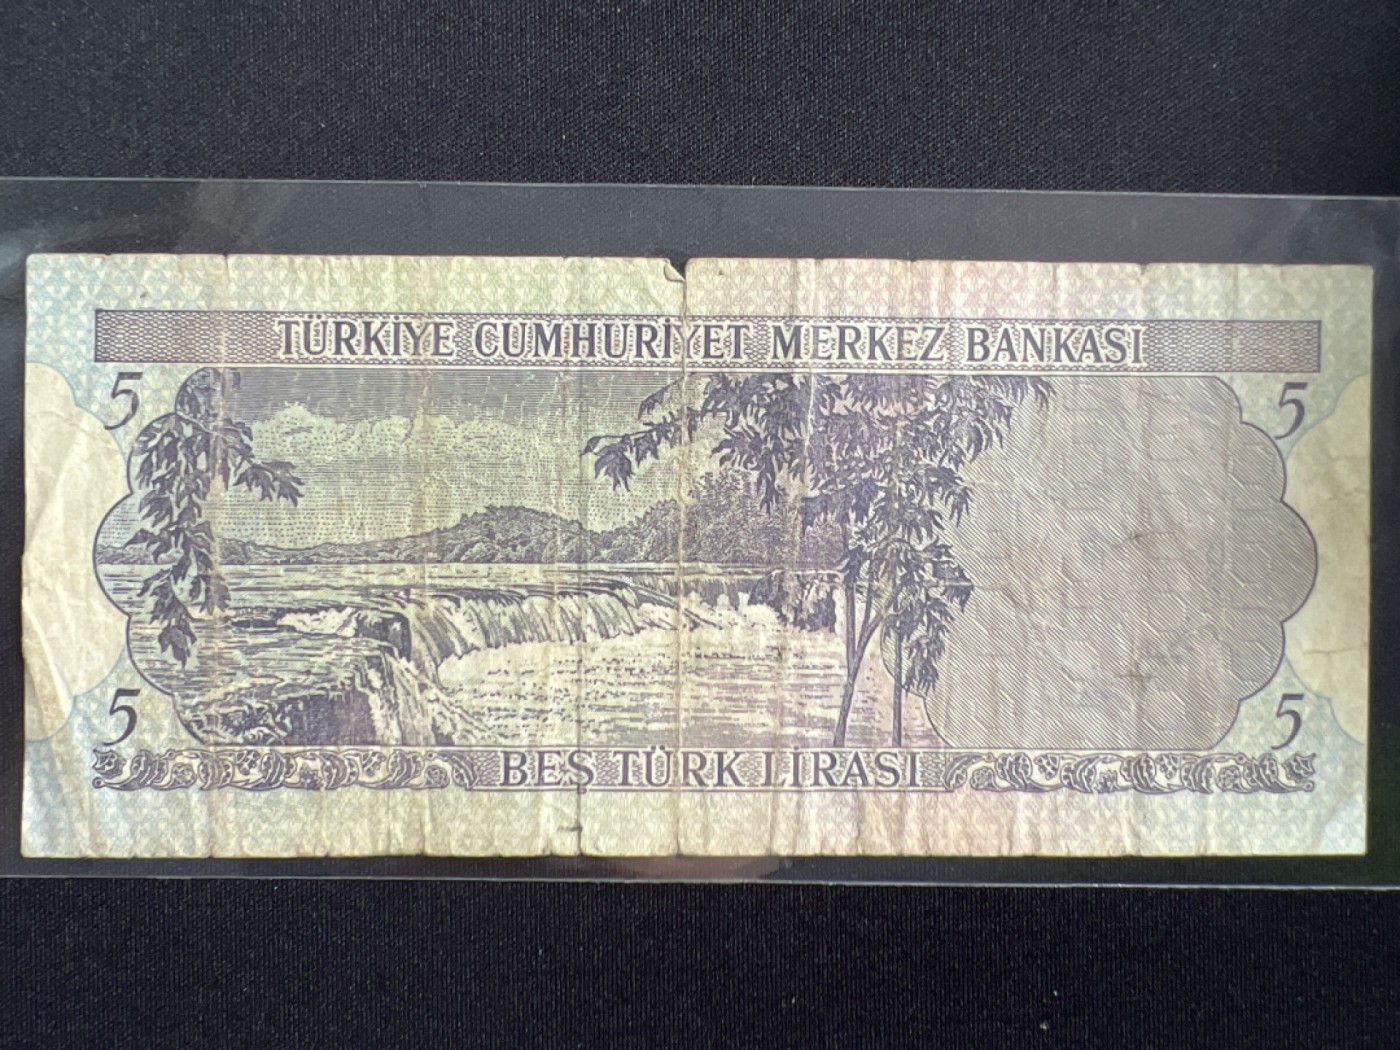 TÜRKİYE CUMHURİYET MERKEZ BANKASI
5 5
5 5
BEŞ TÜRK LİRASI